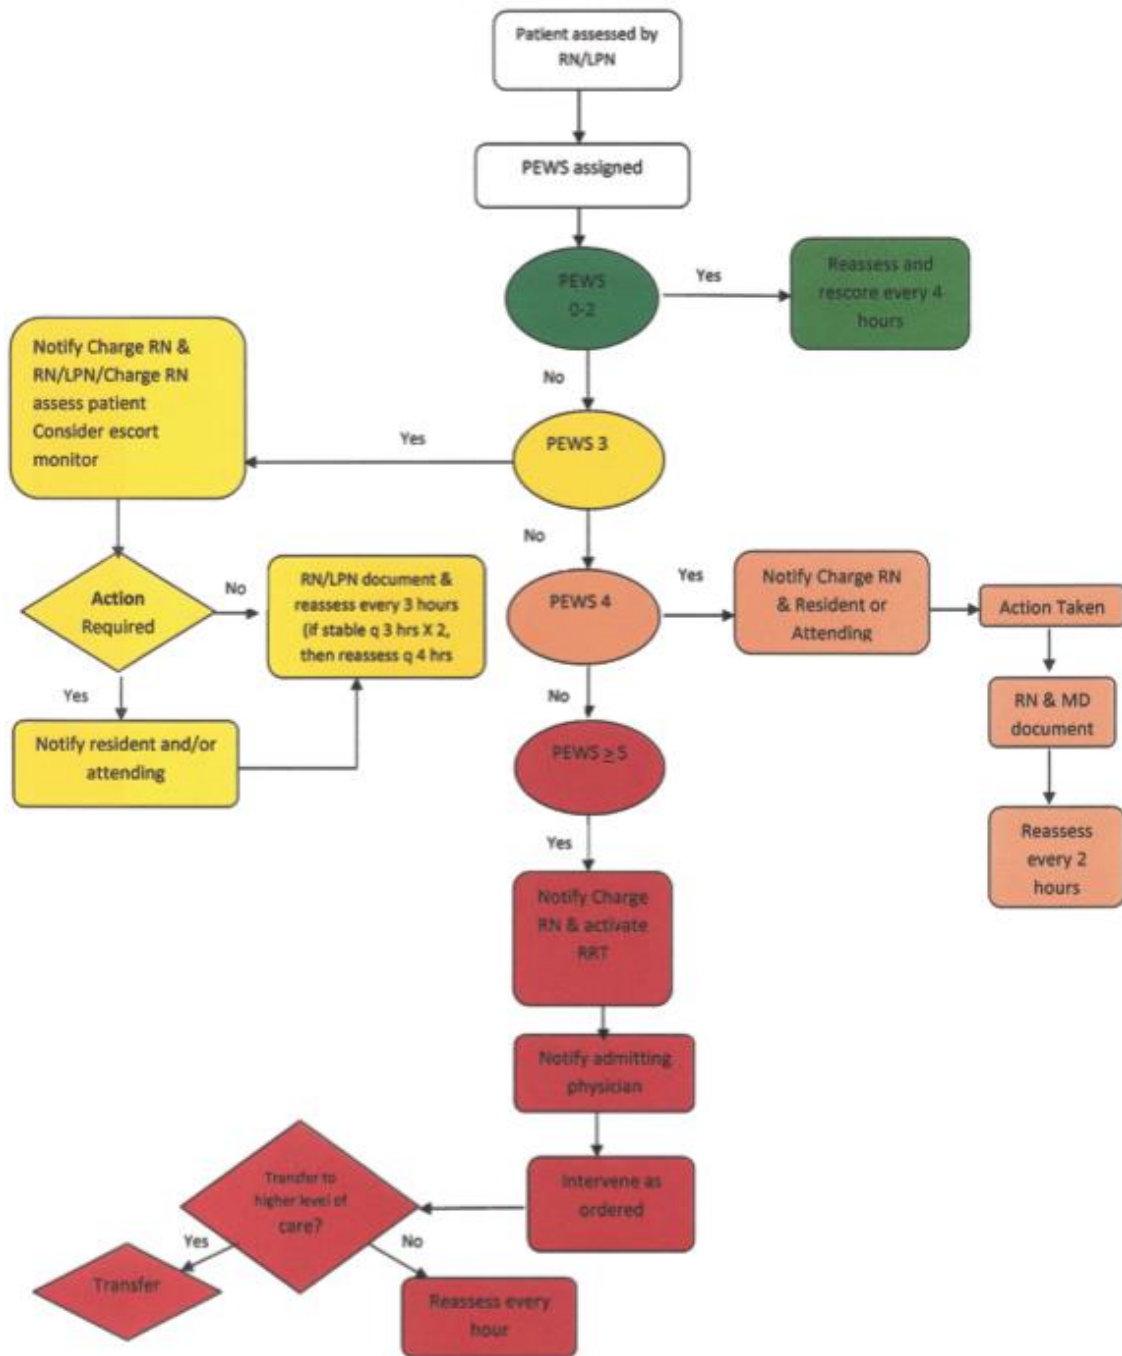 Patient assessed by
RN/LPN
PEWS assigned
PEWS
0-2
Yes
Reassess and
rescore every 4
hours
No
Notify Charge RN &
RN/LPN/Charge RN
assess patient
Consider escort
monitor
Yes
PEWS 3
No
Action
Required
No
RN/LPN document &
reassess every 3 hours
(if stable q 3 hrs X 2,
then reassess q 4 hrs
Yes
Notify resident and/or
attending
PEWS 4
Yes
Notify Charge RN
& Resident or
Attending
Action Taken
RN & MD
document
Reassess
every 2
hours
No
PEWS ≥ 5
Yes
Notify Charge
RN & activate
RRT
Notify admitting
physician
Intervene as
ordered
Transfer to
higher level of
care?
Yes
Transfer
No
Reassess every
hour